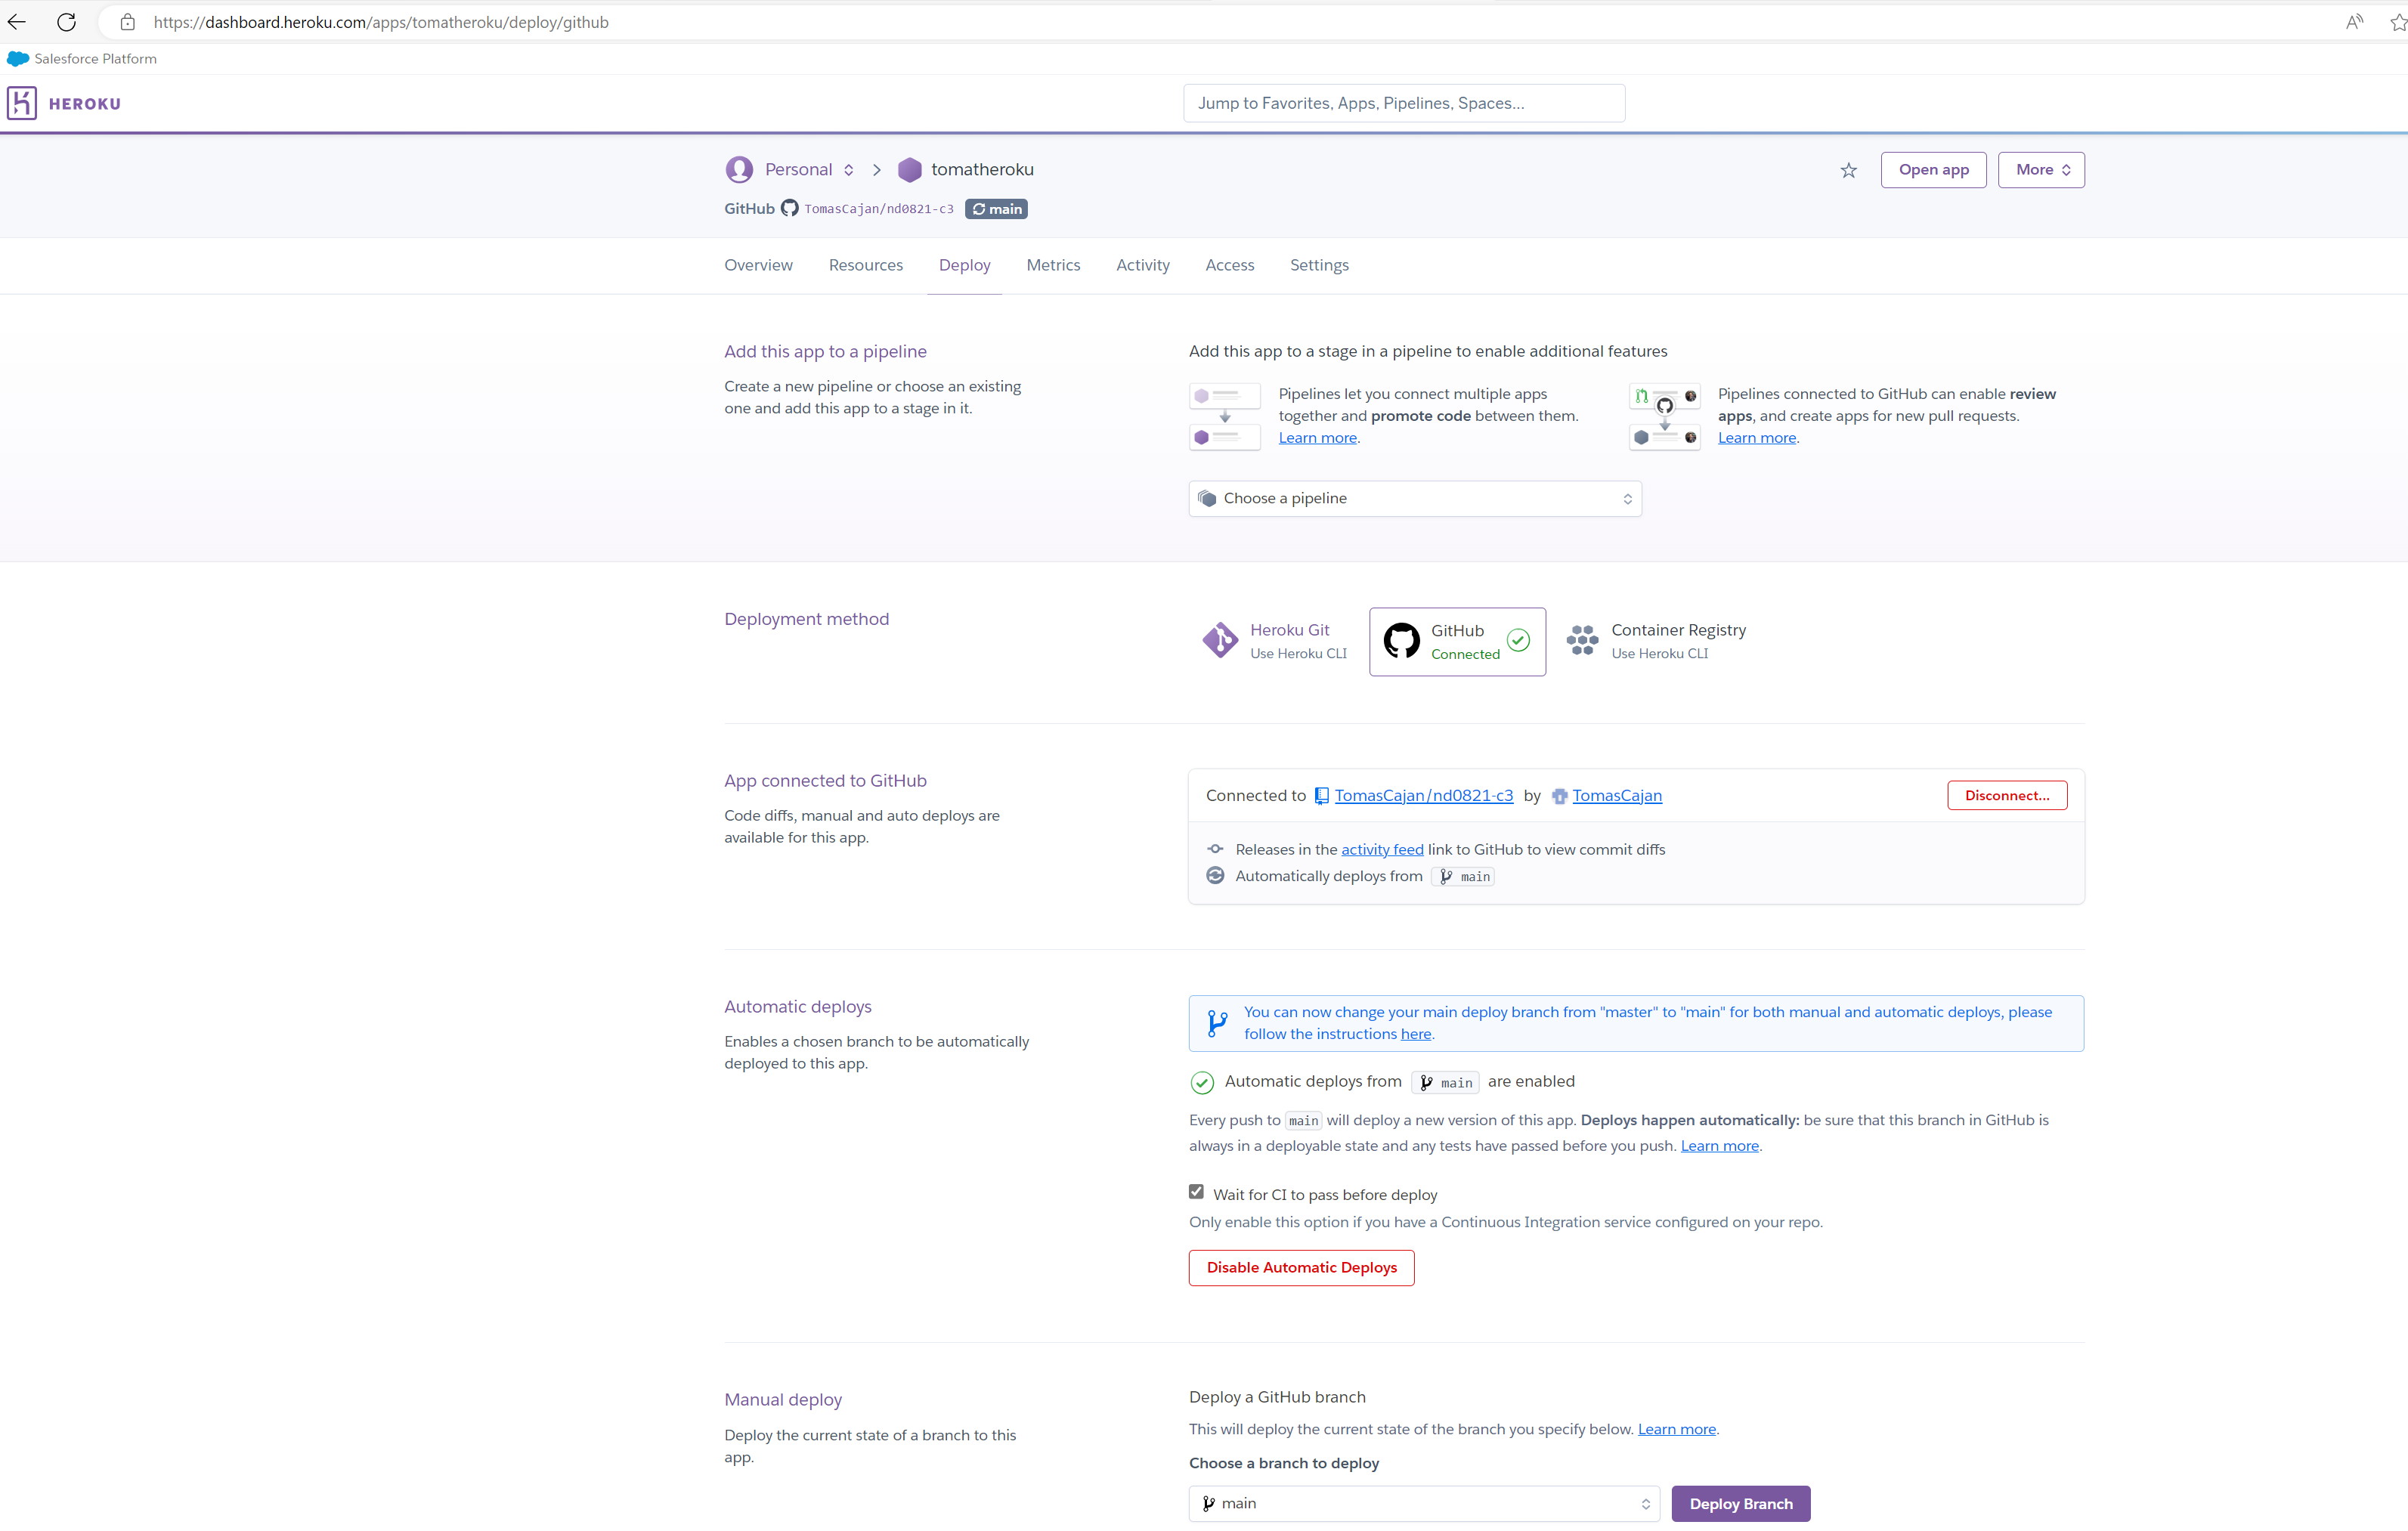 https://dashboard.heroku.com/apps/tomatheroku/deploy/github
Salesforce Platform
HEROKU
Jump to Favorites, Apps, Pipelines, Spaces...
Personal
tomatheroku
Open app
More
GitHub TomasCajan/nd0821-c3 main
Overview
Resources
Deploy
Metrics
Activity
Access
Settings
Add this app to a pipeline
Create a new pipeline or choose an existing
one and add this app to a stage in it.
Add this app to a stage in a pipeline to enable additional features
Pipelines let you connect multiple apps
together and promote code between them.
Learn more.
Pipelines connected to GitHub can enable review
apps, and create apps for new pull requests.
Learn more.
Choose a pipeline
Deployment method
Heroku Git
Use Heroku CLI
GitHub
Connected
Container Registry
Use Heroku CLI
App connected to GitHub
Code diffs, manual and auto deploys are
available for this app.
Connected to TomasCajan/nd0821-c3 by TomasCajan
Disconnect...
Releases in the activity feed link to GitHub to view commit diffs
Automatically deploys from main
Automatic deploys
Enables a chosen branch to be automatically
deployed to this app.
You can now change your main deploy branch from "master" to "main" for both manual and automatic deploys, please
follow the instructions here.
Automatic deploys from main are enabled
Every push to main will deploy a new version of this app. Deploys happen automatically: be sure that this branch in GitHub is
always in a deployable state and any tests have passed before you push. Learn more.
Wait for CI to pass before deploy
Only enable this option if you have a Continuous Integration service configured on your repo.
Disable Automatic Deploys
Manual deploy
Deploy the current state of a branch to this
app.
Deploy a GitHub branch
This will deploy the current state of the branch you specify below. Learn more.
Choose a branch to deploy
main
Deploy Branch